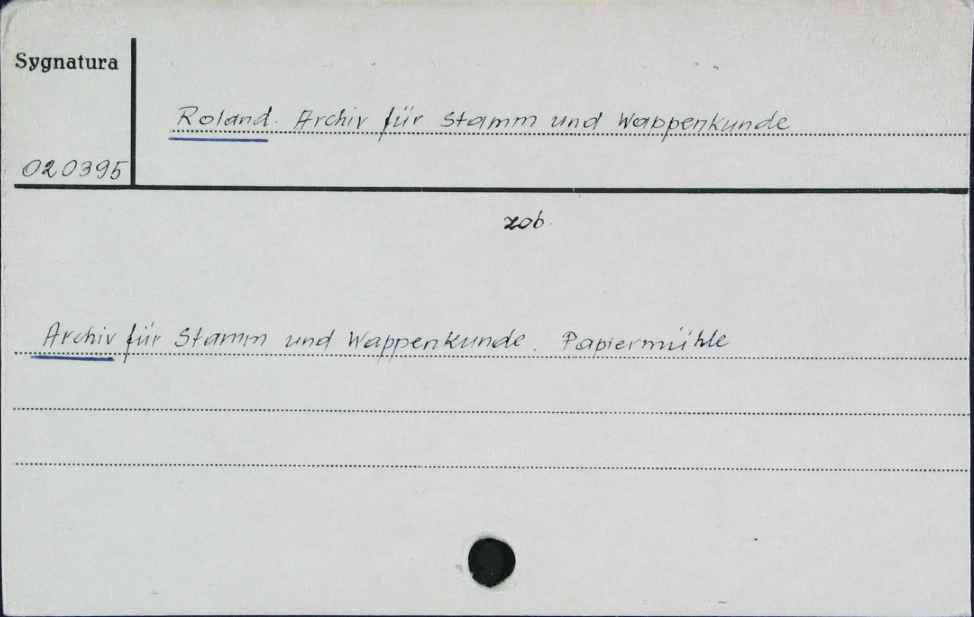 Sygnatura
Roland. Archiv für Stamm und Wappenkunde
020395
zob.
Archiv für Stamm und Wappenkunde. Papiermühle